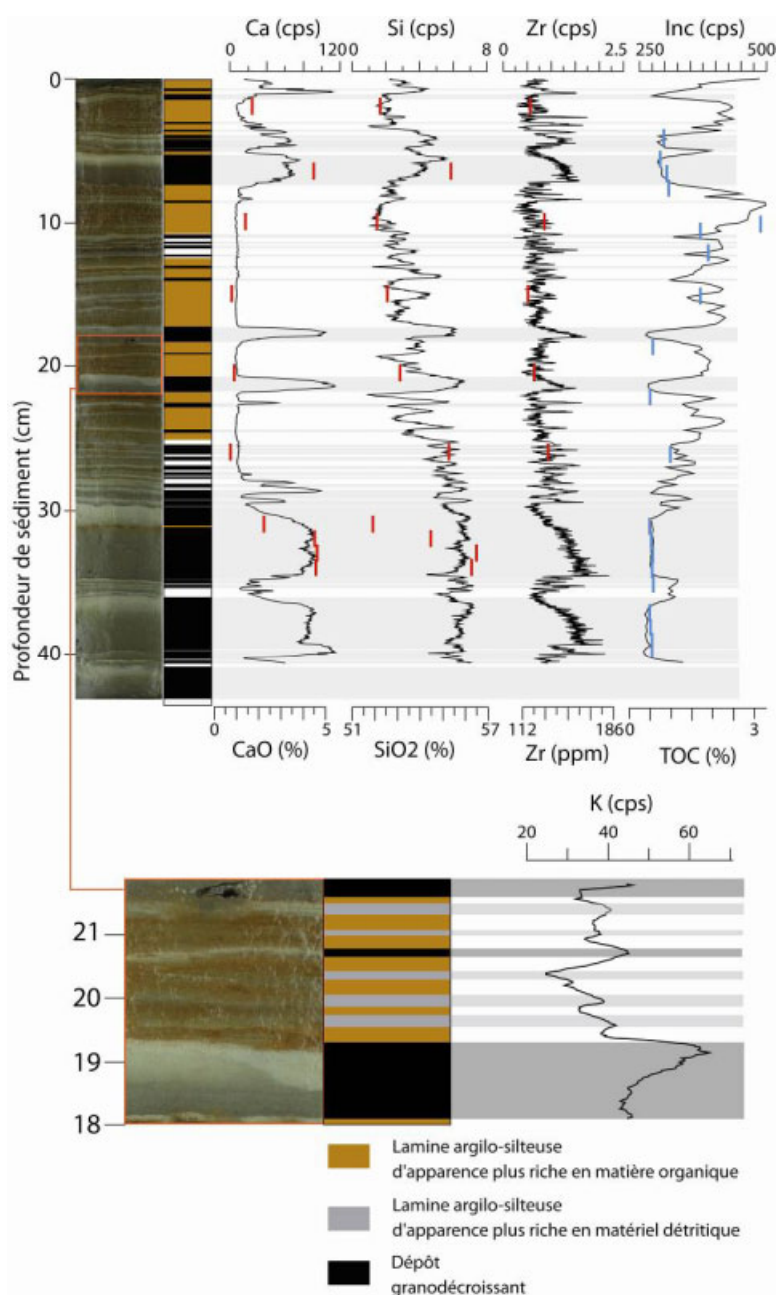 Ca (cps) Si (cps) Zr (cps) Inc (cps)
0 1200 8 0 2.5 250 500
0
10
20
30
40
Profondeur de sédiment (cm)
0 5 51 57 112 1860 3
CaO (%) SiO2 (%) Zr (ppm) TOC (%)
K (cps)
20 40 60
21
20
19
18
Lamine argilo-silteuse
d'apparence plus riche en matière organique
Lamine argilo-silteuse
d'apparence plus riche en matériel détritique
Dépôt
granodécroissant